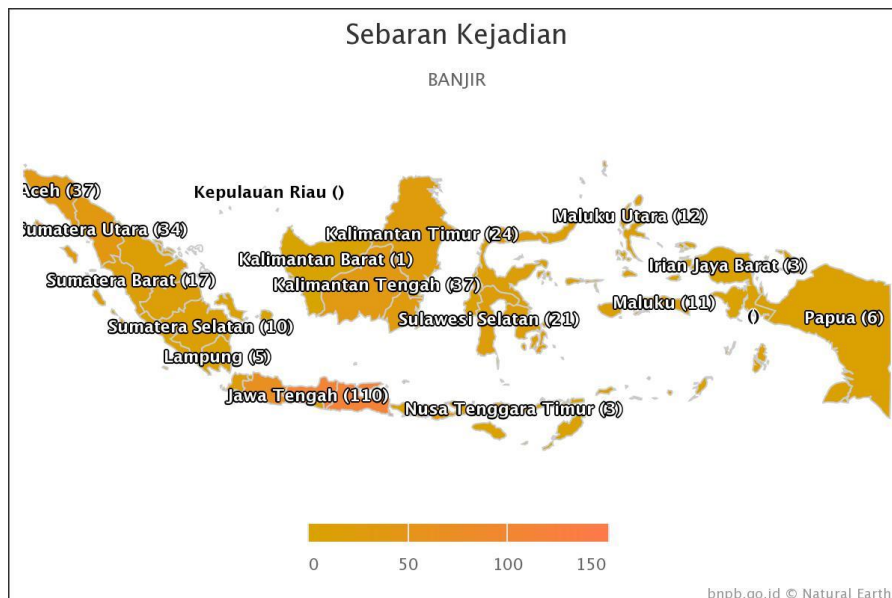 Sebaran Kejadian
BANJIR
Aceh (37)
Kepulauan Riau ()
Maluku Utara (12)
Sumatera Utara (34)
Kalimantan Timur (24)
Kalimantan Barat (1)
Irian Jaya Barat (3)
Sumatera Barat (17)
Kalimantan Tengah (37)
Maluku (11)
()
Papua (6)
Sumatera Selatan (10)
Sulawesi Selatan (21)
Lampung (5)
Jawa Tengah (110)
Nusa Tenggara Timur (3)
0 50 100 150
bnpb.go.id © Natural Earth